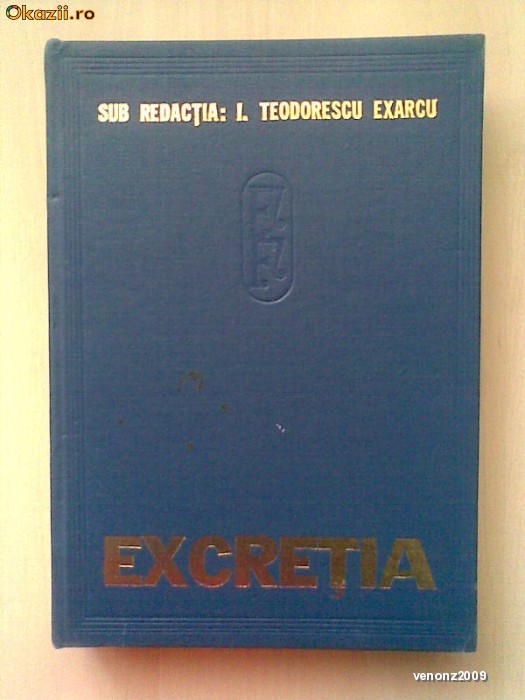 Okazii.ro
SUB REDACȚIA: I. TEODORESCU EXARCU
EXCREȚIA
venonz2009